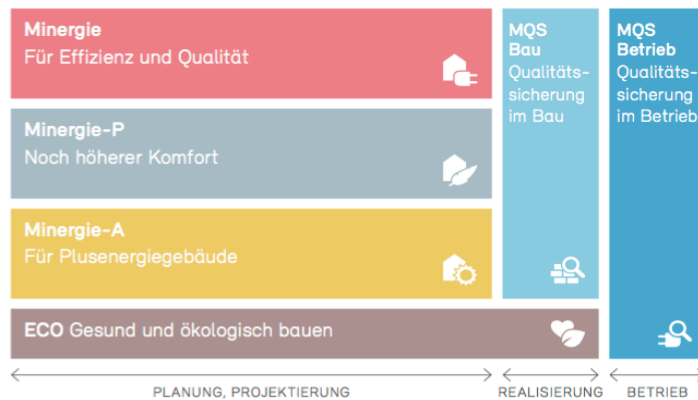 Minergie
Für Effizienz und Qualität
Minergie-P
Noch höherer Komfort
Minergie-A
Für Plusenergiegebäude
ECO Gesund und ökologisch bauen
MQS
Bau
Qualitäts-
sicherung
im Bau
MQS
Betrieb
Qualitäts-
sicherung
im Betrieb
PLANUNG, PROJEKTIERUNG
REALISIERUNG
BETRIEB